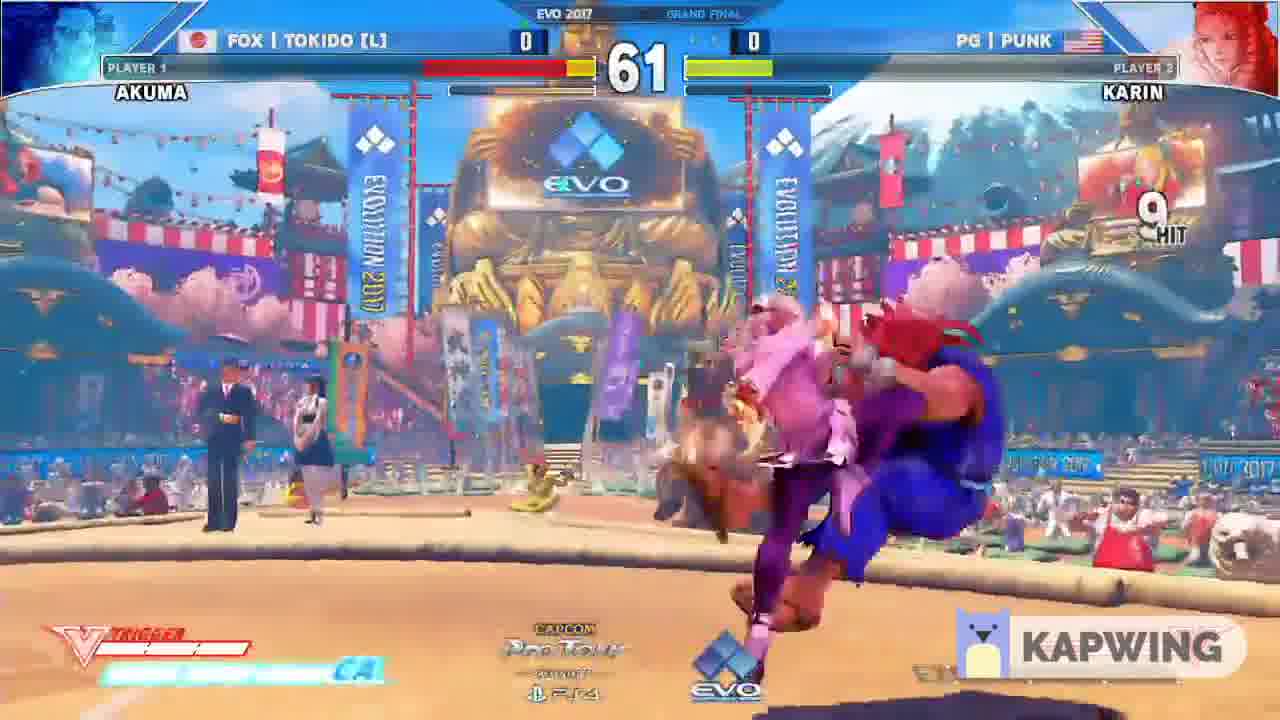 EVO 2017 GRAND FINAL
FOX | TOKIDO [L] 0 61 0 PG | PUNK
PLAYER 1 PLAYER 2
AKUMA KARIN
EVO
EVOLUTION 2017
9
HIT
TRIGGER
CA
CAPCOM
PRO TOUR
PS4
EVO
KAPWING